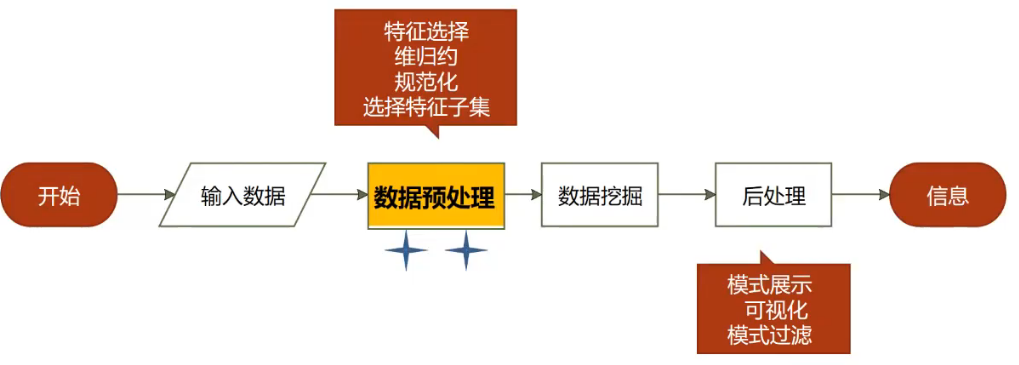 特征选择
维归约
规范化
选择特征子集
开始
输入数据
数据预处理
数据挖掘
后处理
信息
模式展示
可视化
模式过滤